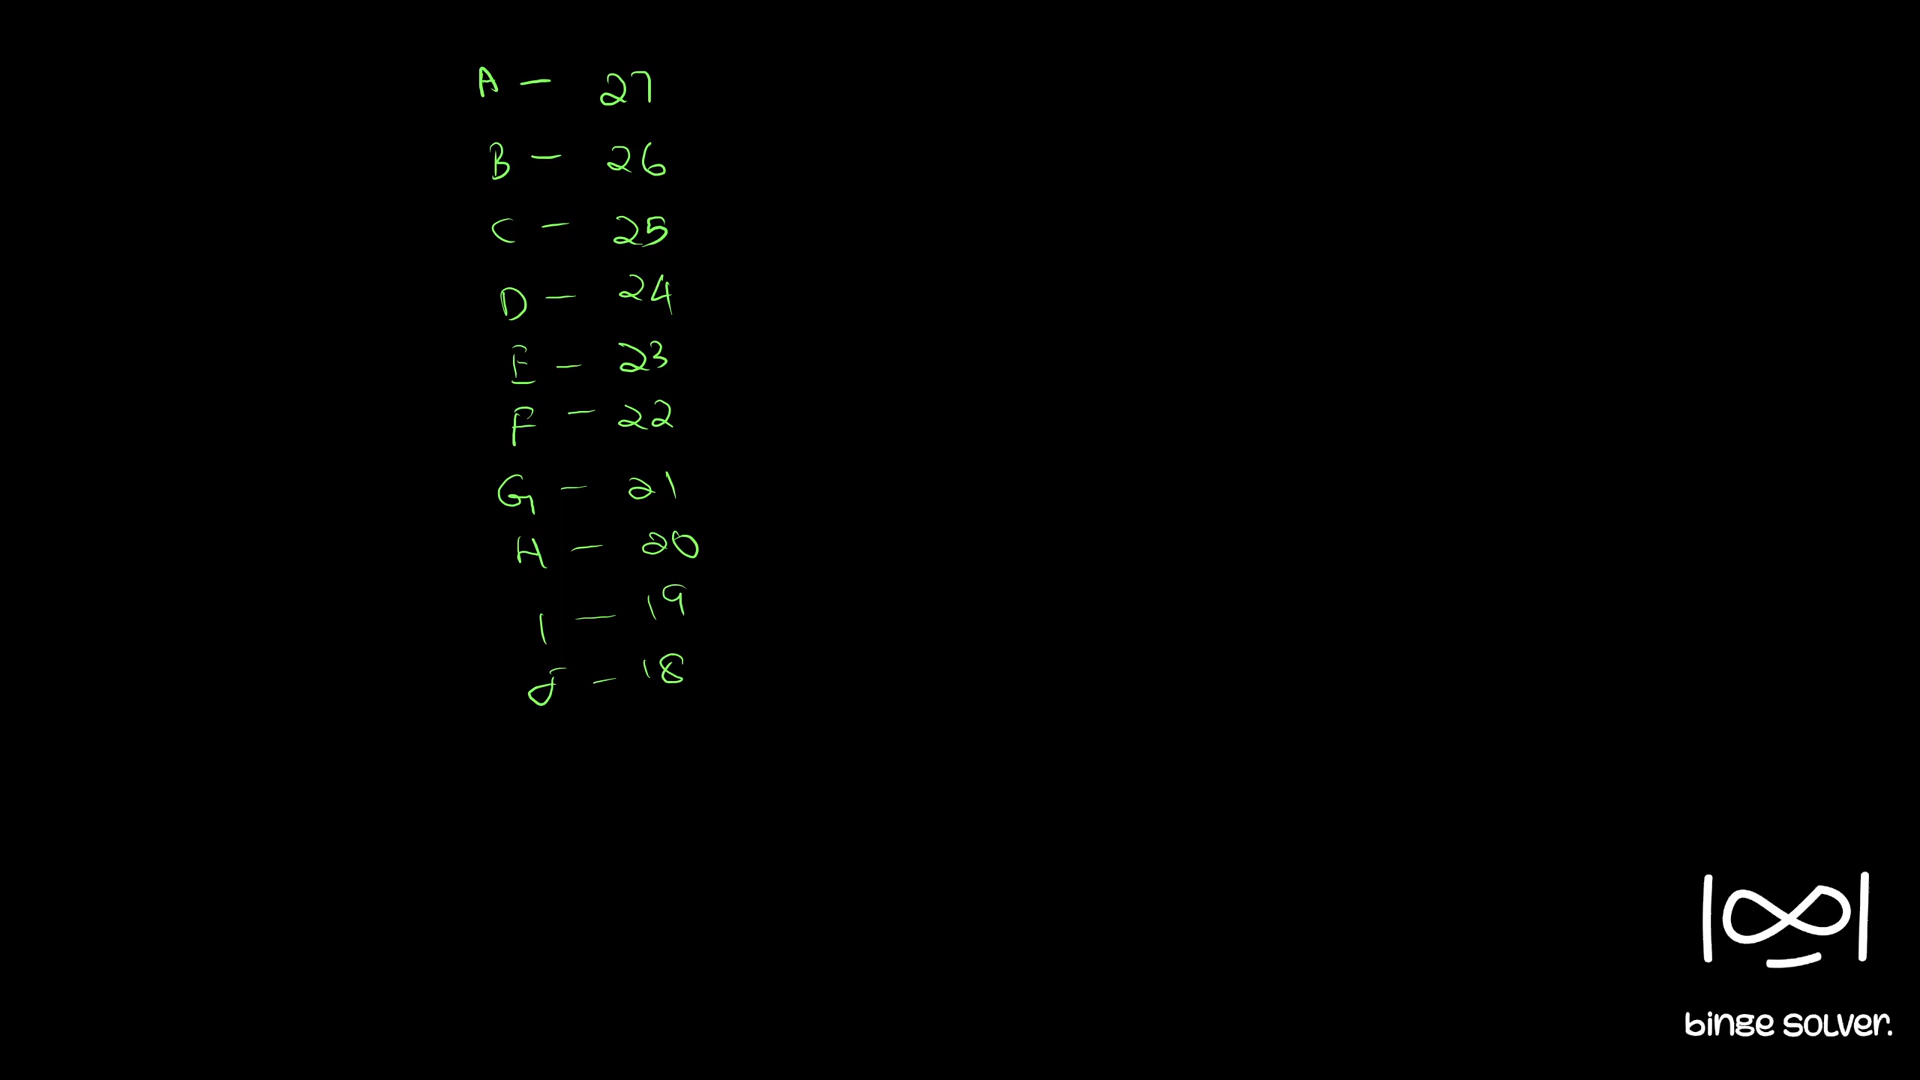 A - 27
B - 26
C - 25
D - 24
E - 23
F - 22
G - 21
H - 20
I - 19
J - 18
binge solver.